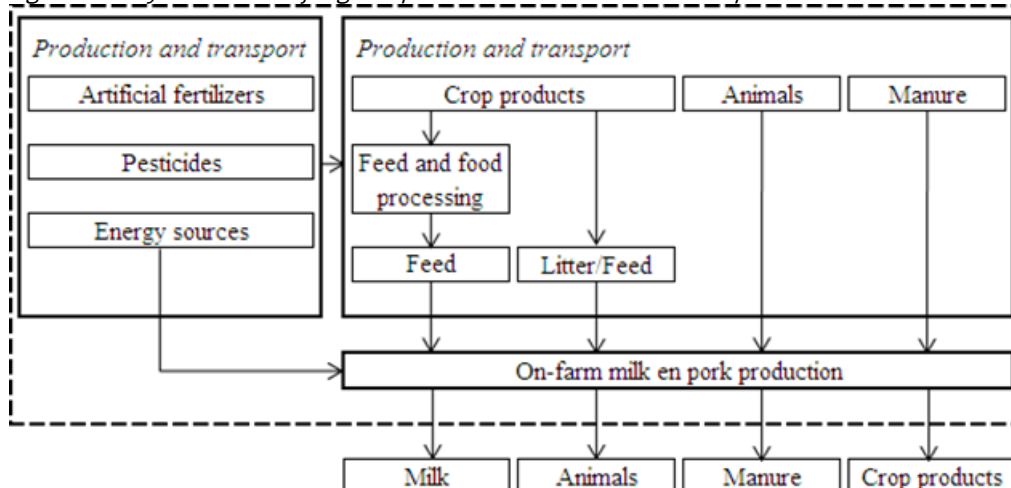 Production and transport
Artificial fertilizers
Pesticides
Energy sources
Production and transport
Crop products
Animals
Manure
Feed and food
processing
Feed
Litter/Feed
On-farm milk en pork production
Milk
Animals
Manure
Crop products